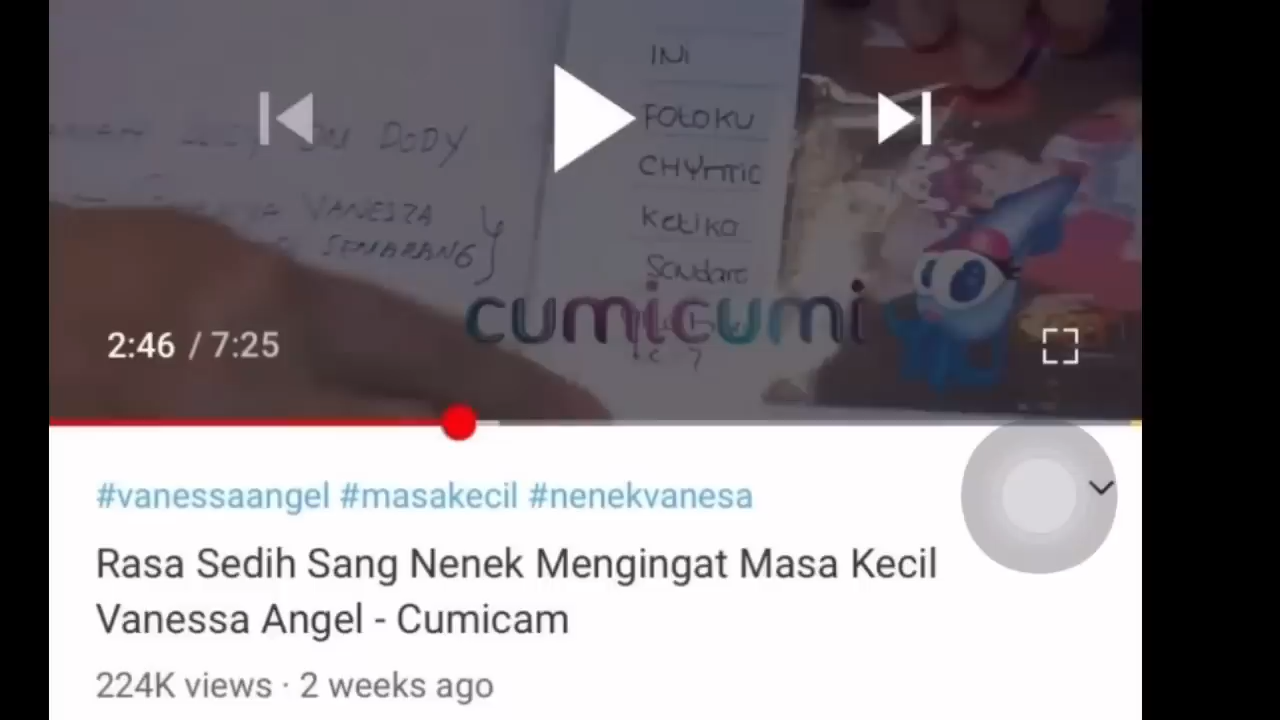 INi
FOTOKU
DODY
CHYntiC
VANESZA
Ketika
SEMARANG
cumicumi
2:46 / 7:25
#vanessaangel #masakecil #nenekvanesa
Rasa Sedih Sang Nenek Mengingat Masa Kecil
Vanessa Angel - Cumicam
224K views · 2 weeks ago